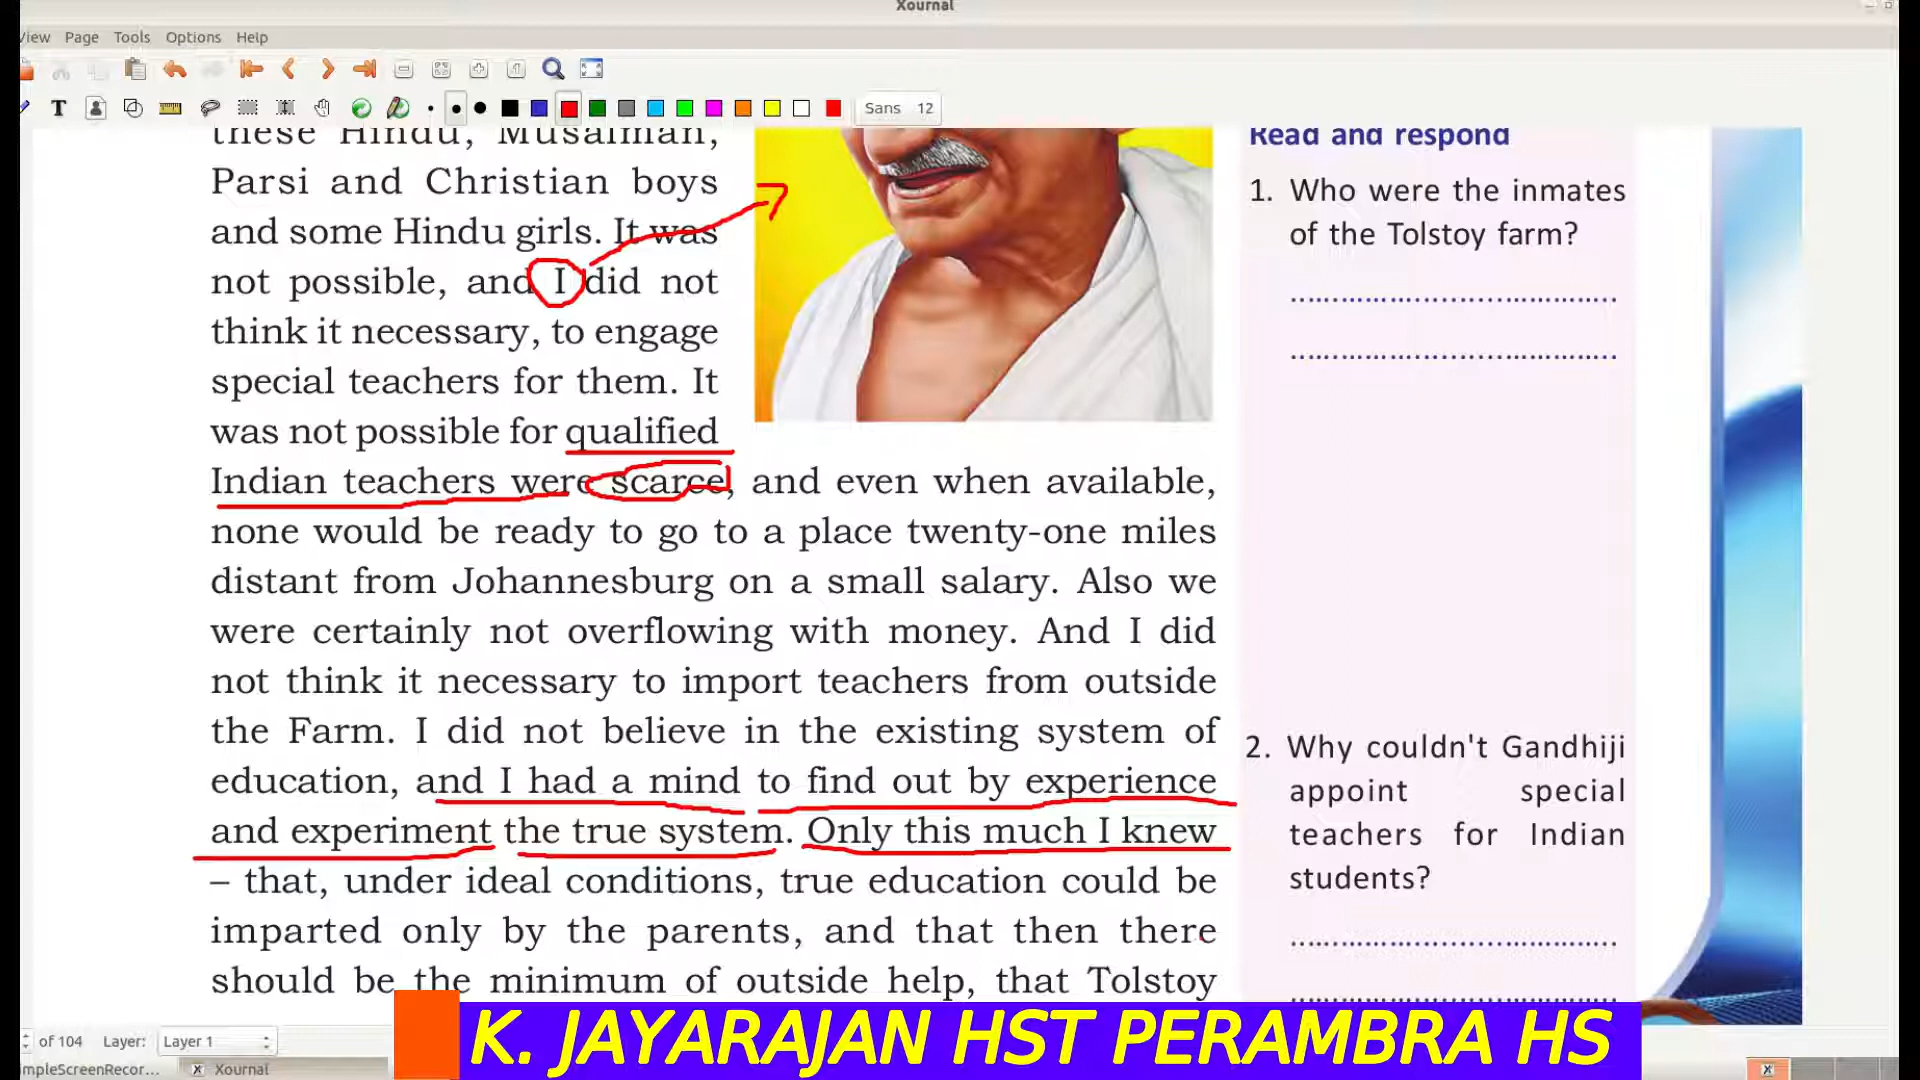 Xournal
View Page Tools Options Help
Sans 12
these Hindu, Musalman,
Parsi and Christian boys
and some Hindu girls. It was
not possible, and I did not
think it necessary, to engage
special teachers for them. It
was not possible for qualified
Indian teachers were scarce, and even when available,
none would be ready to go to a place twenty-one miles
distant from Johannesburg on a small salary. Also we
were certainly not overflowing with money. And I did
not think it necessary to import teachers from outside
the Farm. I did not believe in the existing system of
education, and I had a mind to find out by experience
and experiment the true system. Only this much I knew
– that, under ideal conditions, true education could be
imparted only by the parents, and that then there
should be the minimum of outside help, that Tolstoy
Read and respond
1. Who were the inmates
of the Tolstoy farm?
2. Why couldn't Gandhiji
appoint special
teachers for Indian
students?
of 104 Layer: Layer 1
mpleScreenRecor... Xournal
K. JAYARAJAN HST PERAMBRA HS